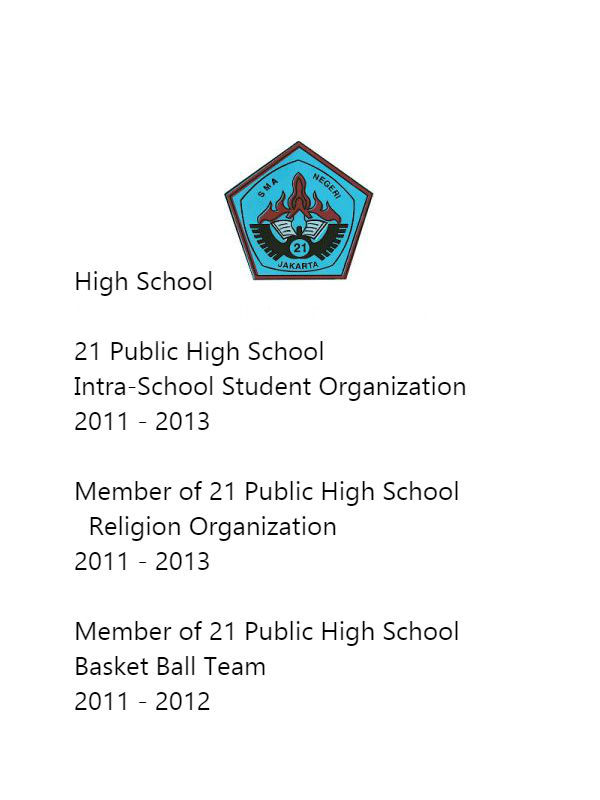 SMA NEGERI
21
JAKARTA
High School
21 Public High School
Intra-School Student Organization
2011 - 2013
Member of 21 Public High School
Religion Organization
2011 - 2013
Member of 21 Public High School
Basket Ball Team
2011 - 2012